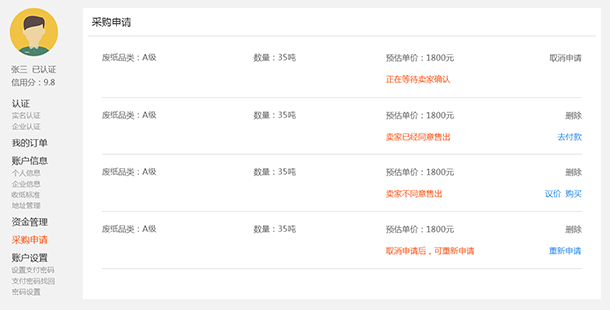 张三 已认证
信用分：9.8
认证
实名认证
企业认证
我的订单
账户信息
个人信息
企业信息
收纸标准
地址管理
资金管理
采购申请
账户设置
设置支付密码
支付密码找回
密码设置
采购申请
废纸品类：A级 数量：35吨 预估单价：1800元 取消申请
正在等待卖家确认
废纸品类：A级 数量：35吨 预估单价：1800元 删除
卖家已经同意售出 去付款
废纸品类：A级 数量：35吨 预估单价：1800元 删除
卖家不同意售出 议价 购买
废纸品类：A级 数量：35吨 预估单价：1800元 删除
取消申请后，可重新申请 重新申请